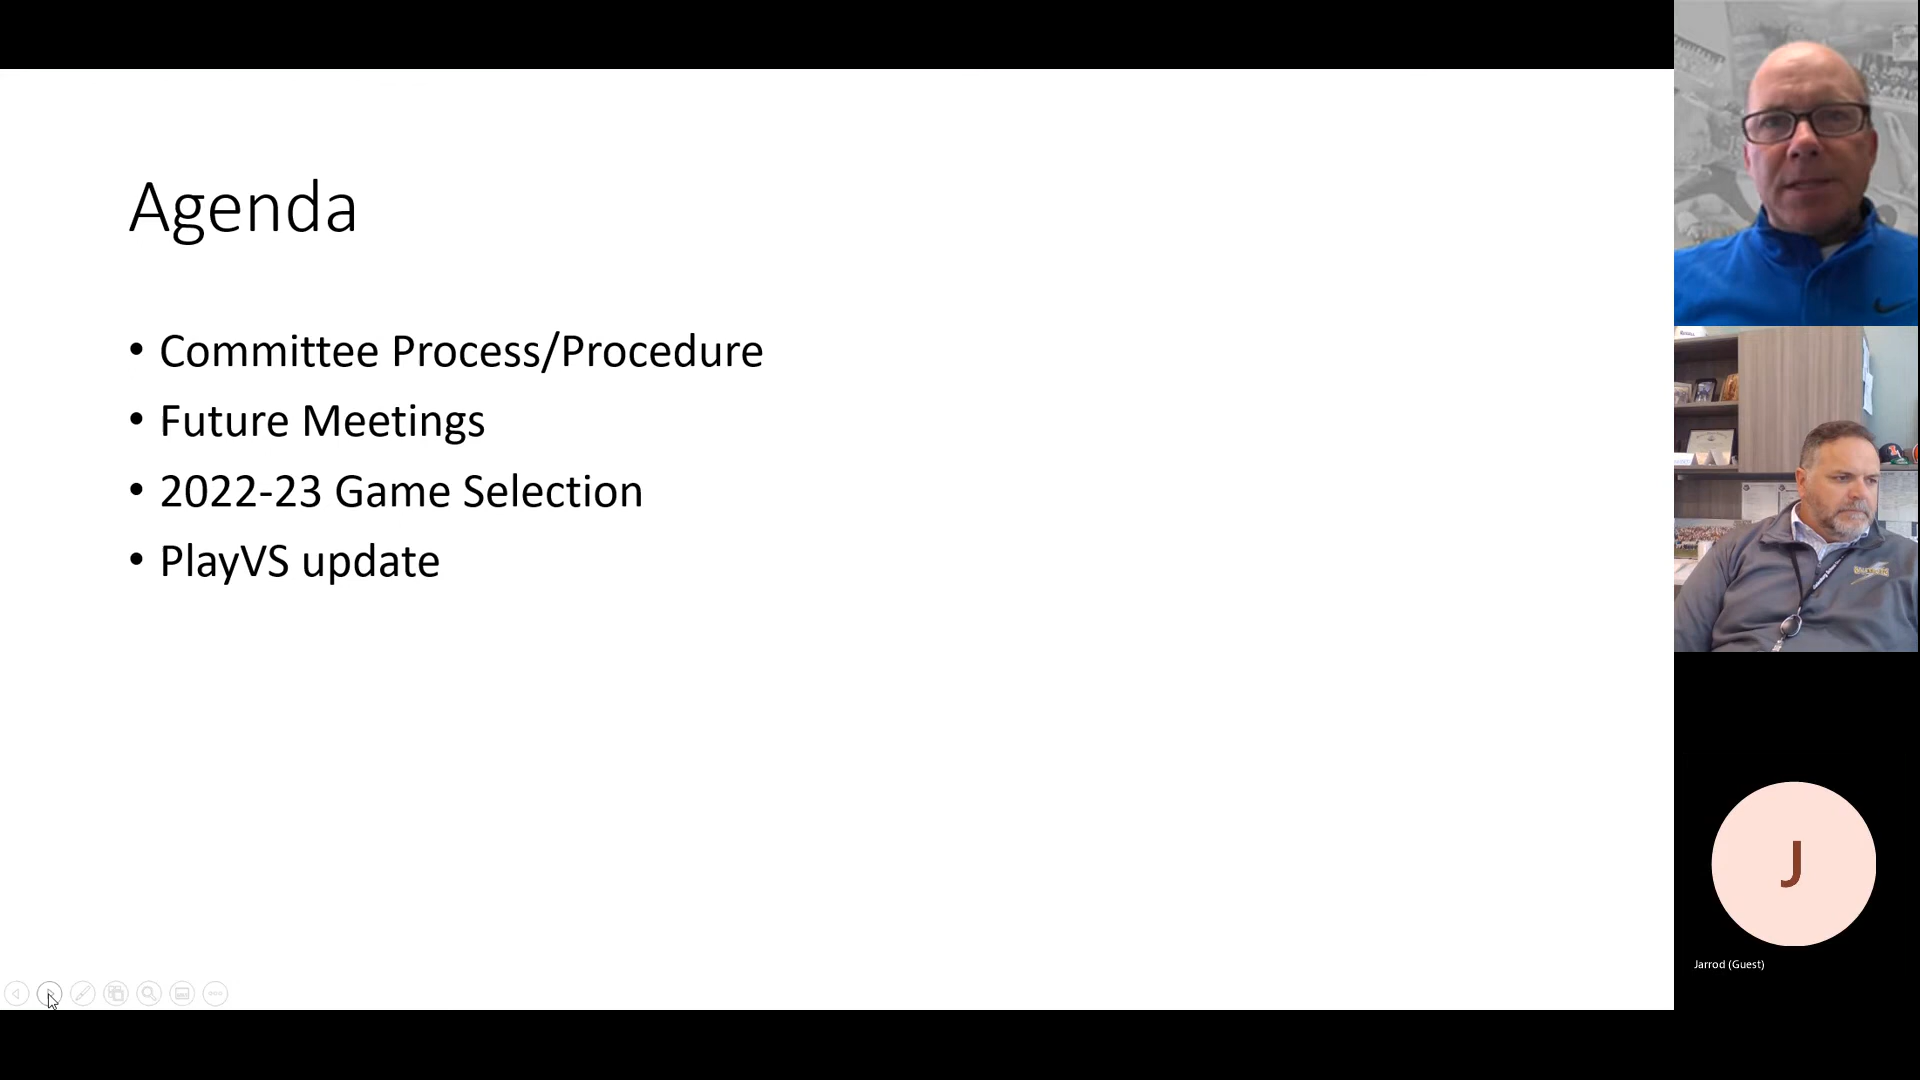 Agenda
• Committee Process/Procedure
• Future Meetings
• 2022-23 Game Selection
• PlayVS update
J
Jarrod (Guest)